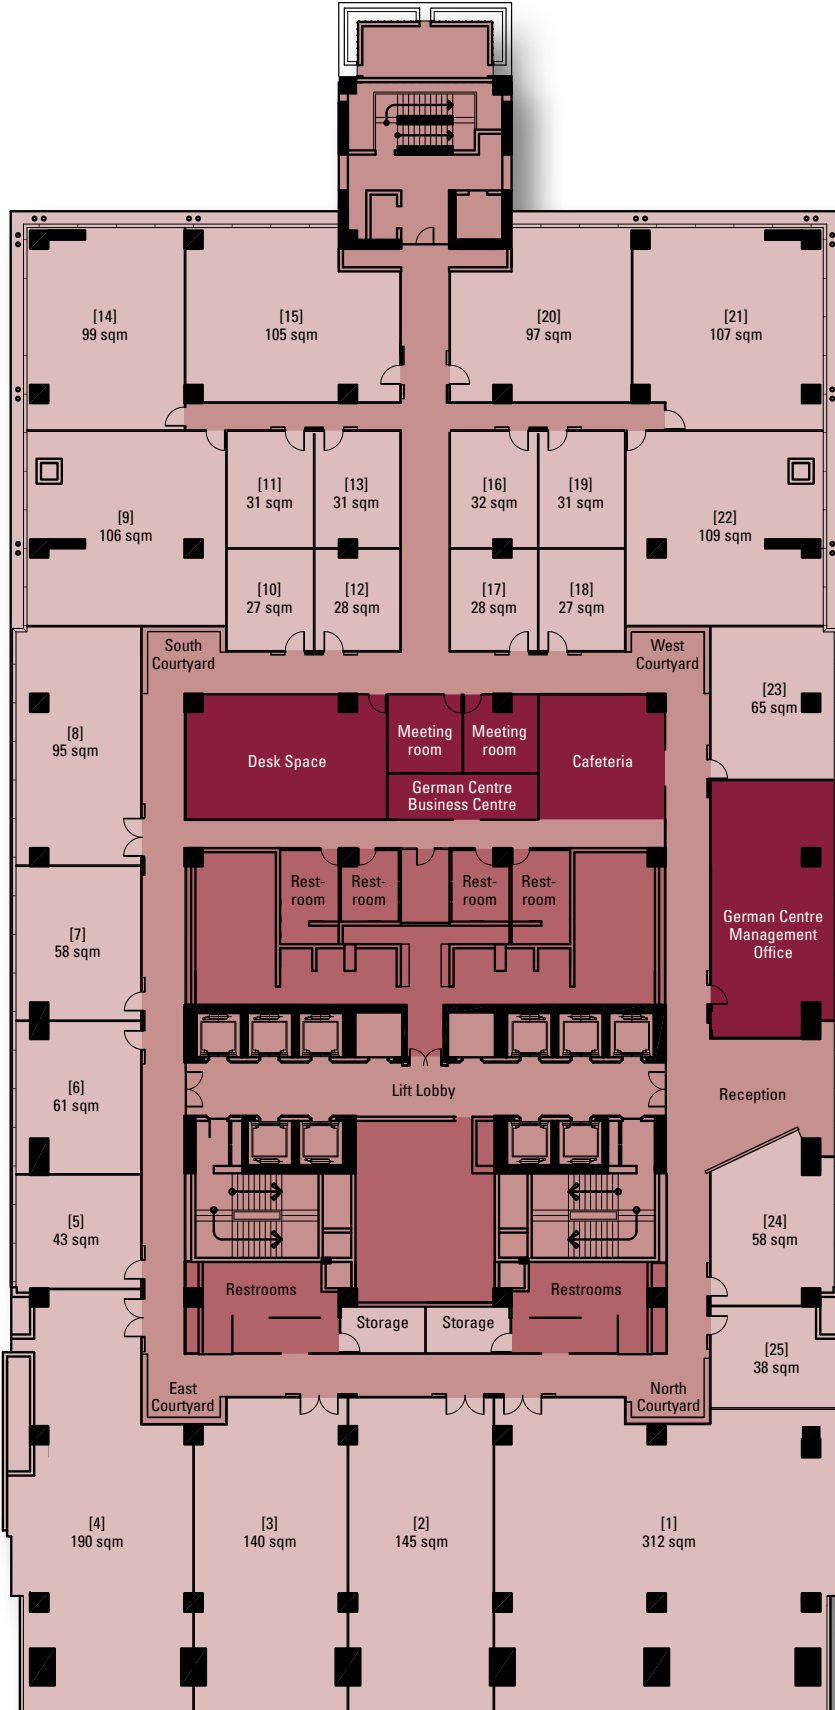 [14]
99 sqm
[15]
105 sqm
[20]
97 sqm
[21]
107 sqm
[11]
31 sqm
[13]
31 sqm
[16]
32 sqm
[19]
31 sqm
[9]
106 sqm
[22]
109 sqm
[10]
27 sqm
[12]
28 sqm
[17]
28 sqm
[18]
27 sqm
South
Courtyard
West
Courtyard
[23]
65 sqm
[8]
95 sqm
Desk Space
Meeting
room
Meeting
room
Cafeteria
German Centre
Business Centre
Rest-
room
Rest-
room
Rest-
room
Rest-
room
German Centre
Management
Office
[7]
58 sqm
[6]
61 sqm
Lift Lobby
Reception
[5]
43 sqm
[24]
58 sqm
Restrooms
Restrooms
Storage
Storage
[25]
38 sqm
East
Courtyard
North
Courtyard
[4]
190 sqm
[3]
140 sqm
[2]
145 sqm
[1]
312 sqm